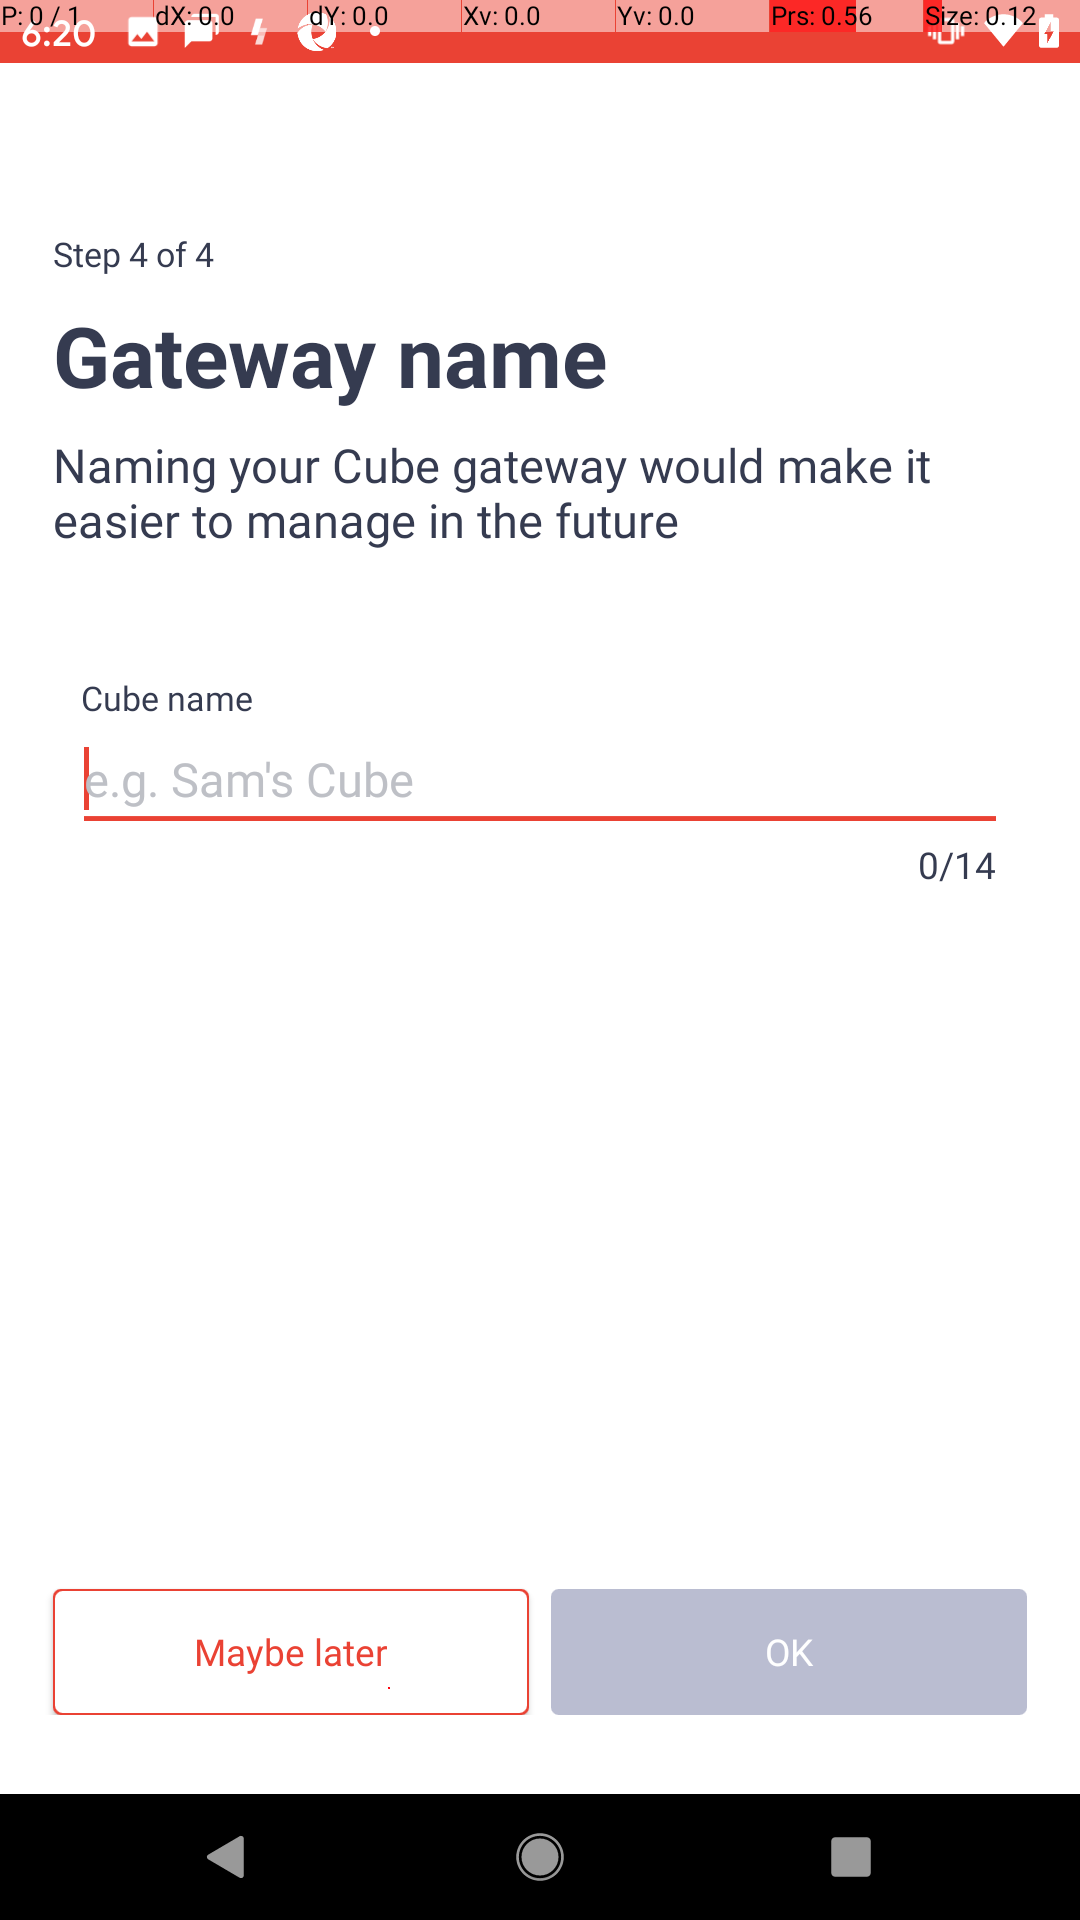 P: 0 / 1 dX: 0.0 dY: 0.0 Xv: 0.0 Yv: 0.0 Prs: 0.56 Size: 0.12
6:20
Step 4 of 4
Gateway name
Naming your Cube gateway would make it
easier to manage in the future
Cube name
e.g. Sam's Cube
0/14
Maybe later
OK